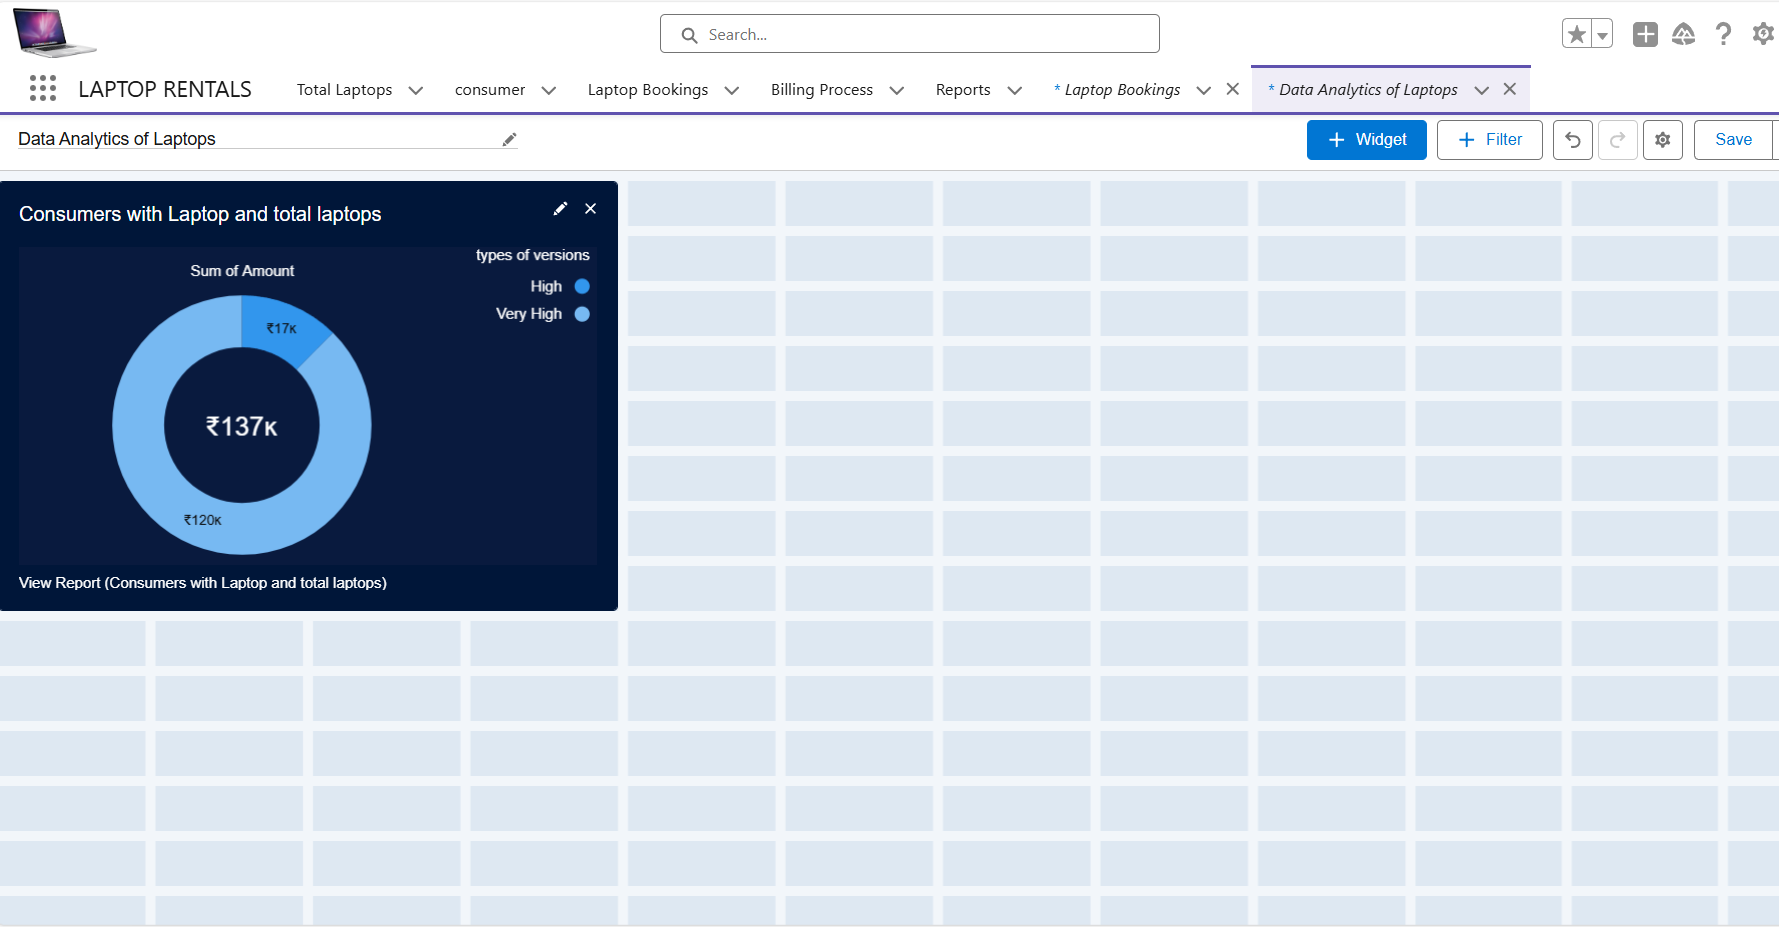 Search...
LAPTOP RENTALS
Total Laptops
consumer
Laptop Bookings
Billing Process
Reports
* Laptop Bookings
* Data Analytics of Laptops
Data Analytics of Laptops
+ Widget
+ Filter
Save
Consumers with Laptop and total laptops
types of versions
Sum of Amount
High
Very High
₹17K
₹137K
₹120K
View Report (Consumers with Laptop and total laptops)